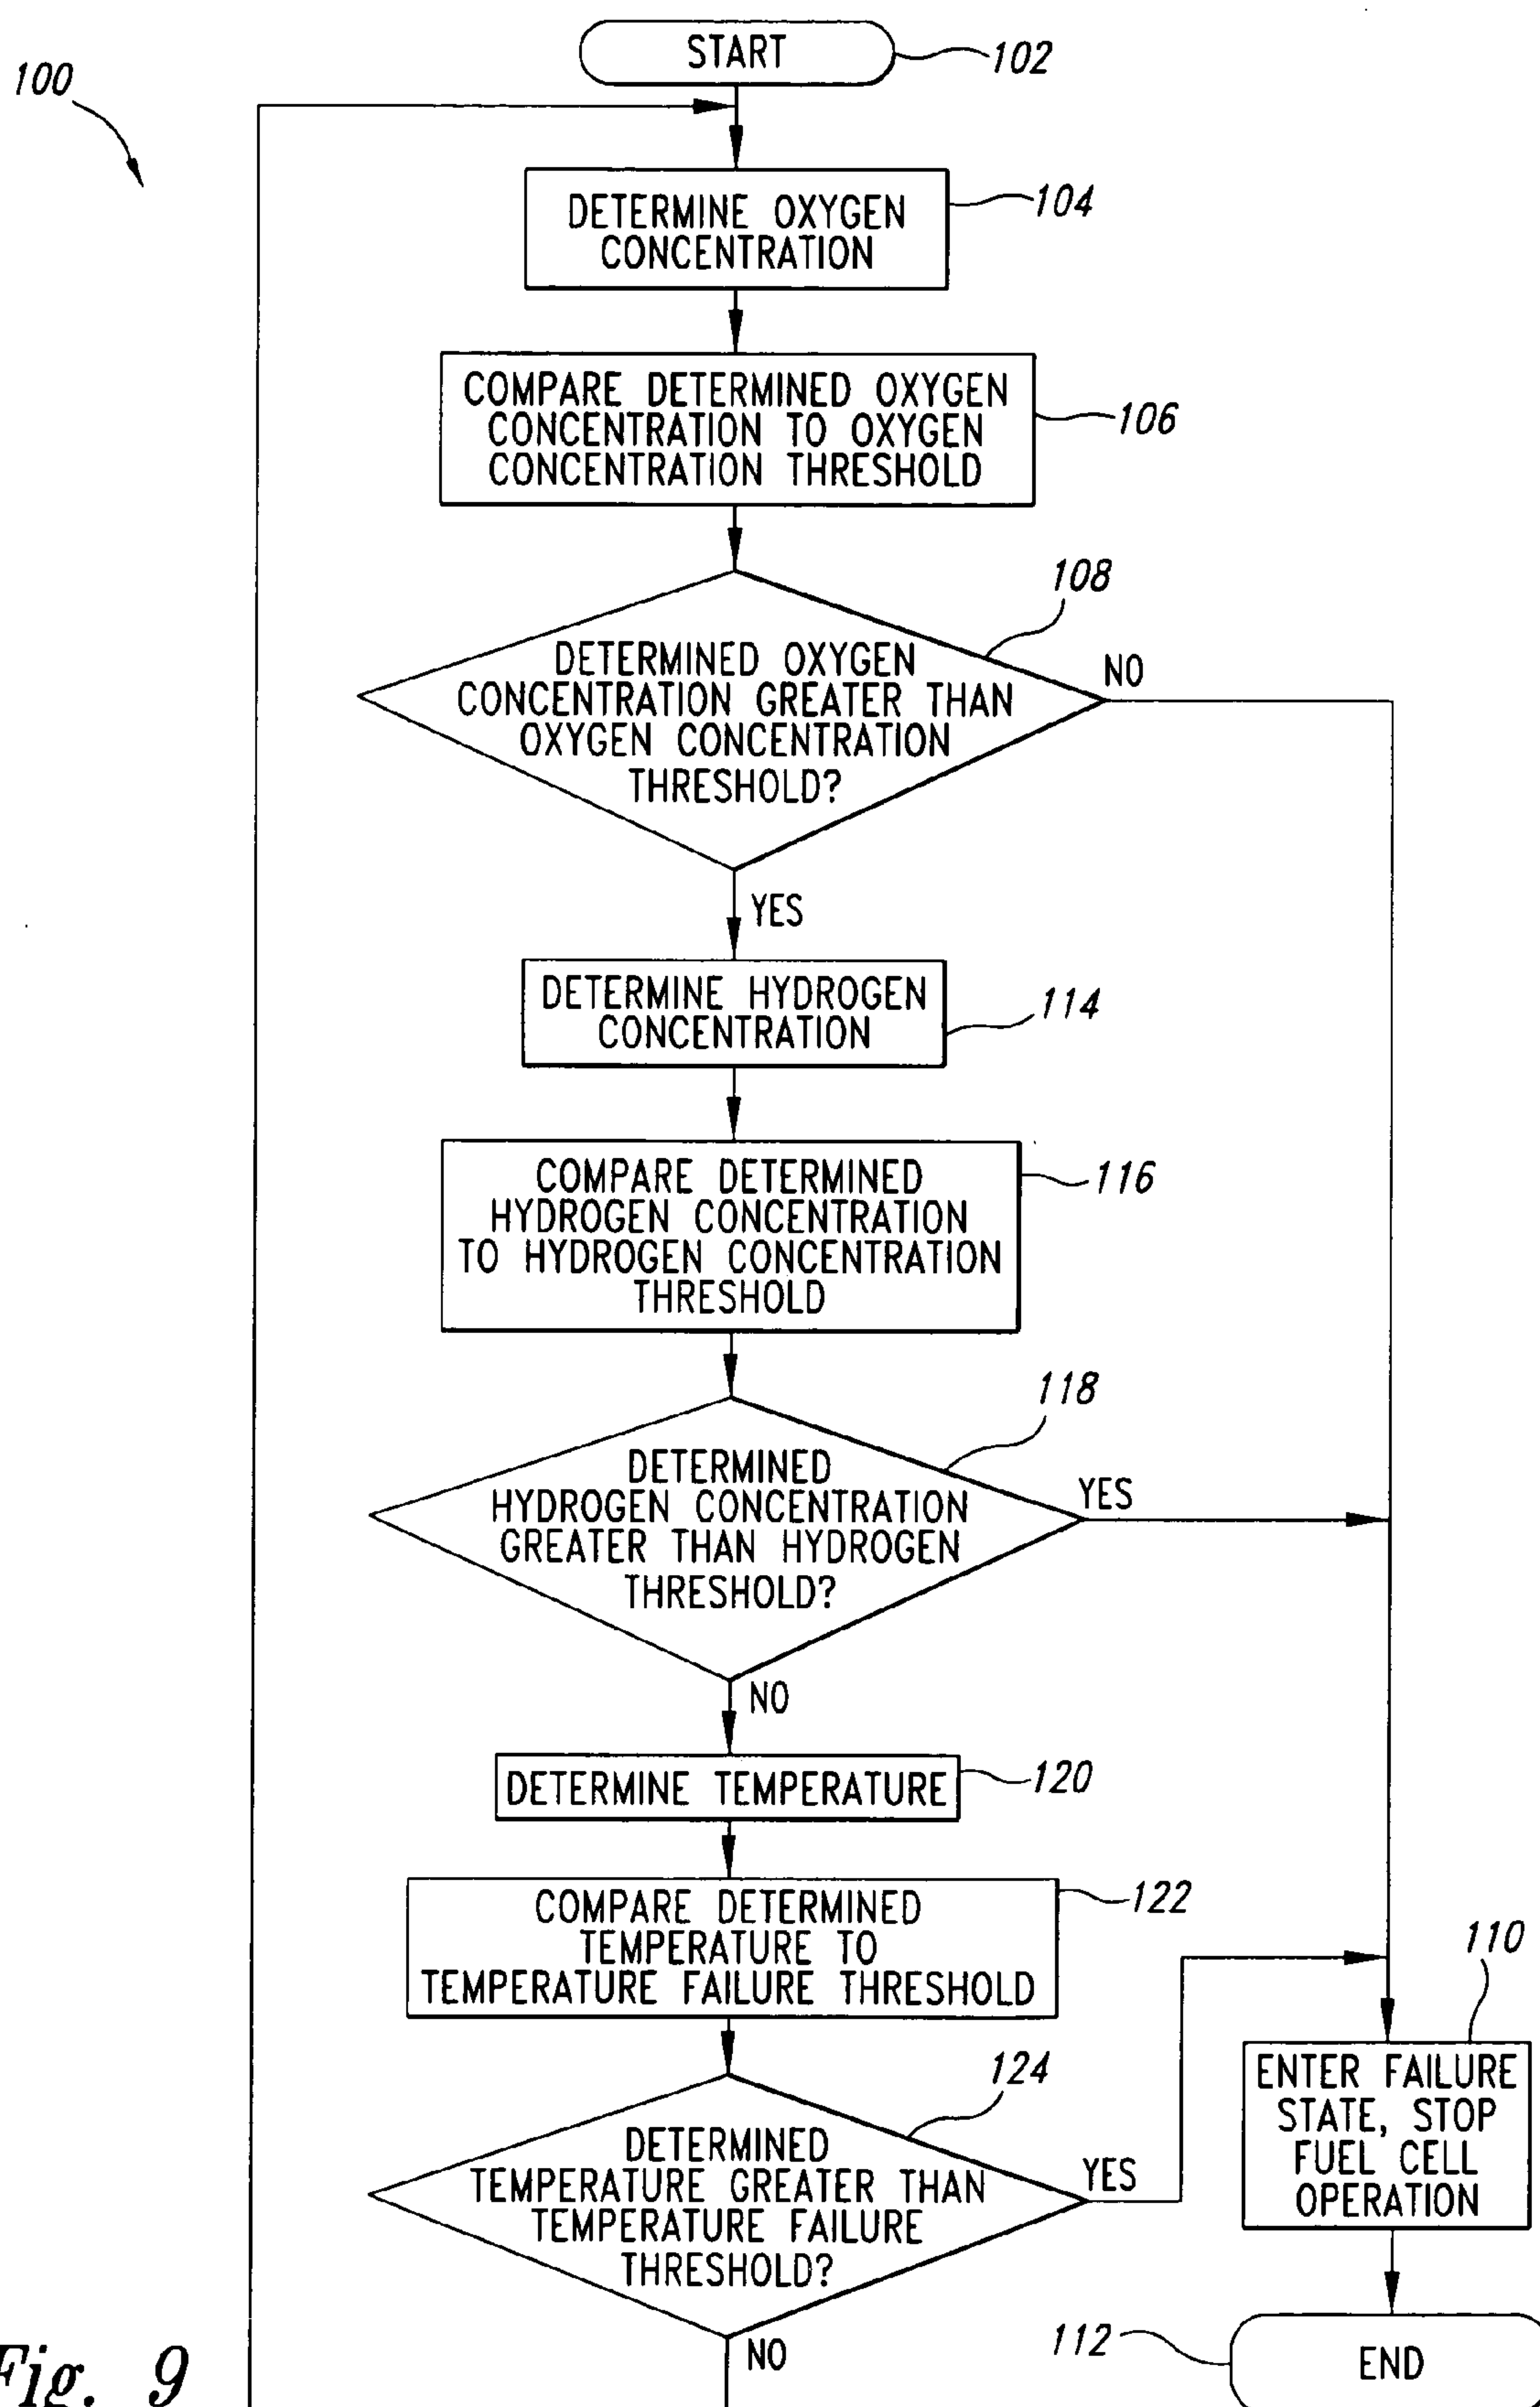 100
START
102
DETERMINE OXYGEN
CONCENTRATION
104
COMPARE DETERMINED OXYGEN
CONCENTRATION TO OXYGEN
CONCENTRATION THRESHOLD
106
108
DETERMINED OXYGEN
CONCENTRATION GREATER THAN
OXYGEN CONCENTRATION
THRESHOLD?
NO
YES
DETERMINE HYDROGEN
CONCENTRATION
114
COMPARE DETERMINED
HYDROGEN CONCENTRATION
TO HYDROGEN CONCENTRATION
THRESHOLD
116
118
DETERMINED
HYDROGEN CONCENTRATION
GREATER THAN HYDROGEN
THRESHOLD?
YES
NO
DETERMINE TEMPERATURE
120
COMPARE DETERMINED
TEMPERATURE TO
TEMPERATURE FAILURE THRESHOLD
122
124
DETERMINED
TEMPERATURE GREATER THAN
TEMPERATURE FAILURE
THRESHOLD?
YES
NO
110
ENTER FAILURE
STATE, STOP
FUEL CELL
OPERATION
112
END
Fig. 9